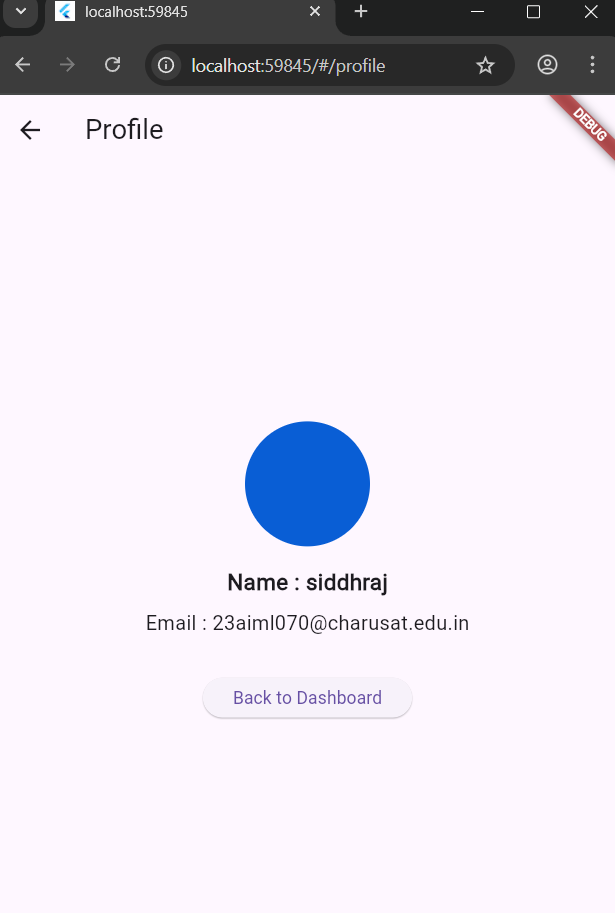 localhost:59845
localhost:59845/#/profile
Profile
DEBUG
Name : siddhraj
Email : 23aiml070@charusat.edu.in
Back to Dashboard